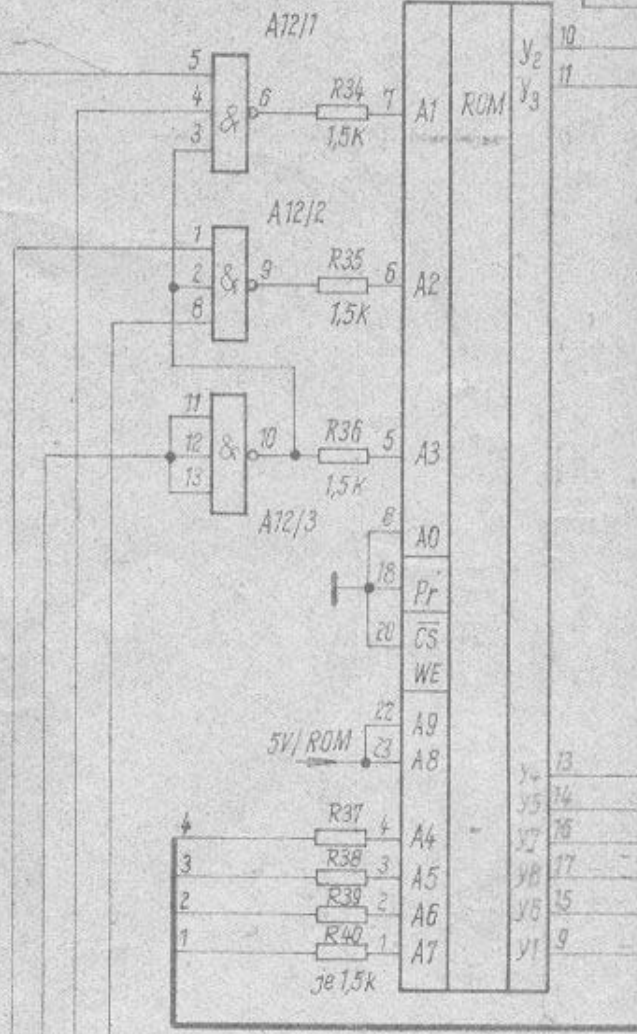 A12/1
5
4
3
&
6
R34
1,5K
7
A1
ROM
Y2
10
Y3
11
A12/2
1
2
8
&
9
R35
1,5K
6
A2
11
12
13
&
10
R36
1,5K
5
A3
A12/3
8
A0
18
Pr
20
CS
WE
22
A9
5V/ROM
23
A8
Y4
13
Y5
14
4
R37
4
A4
Y7
16
3
R38
3
A5
Y8
17
2
R39
2
A6
Y6
15
1
R40
1
A7
Y1
9
je 1,5k